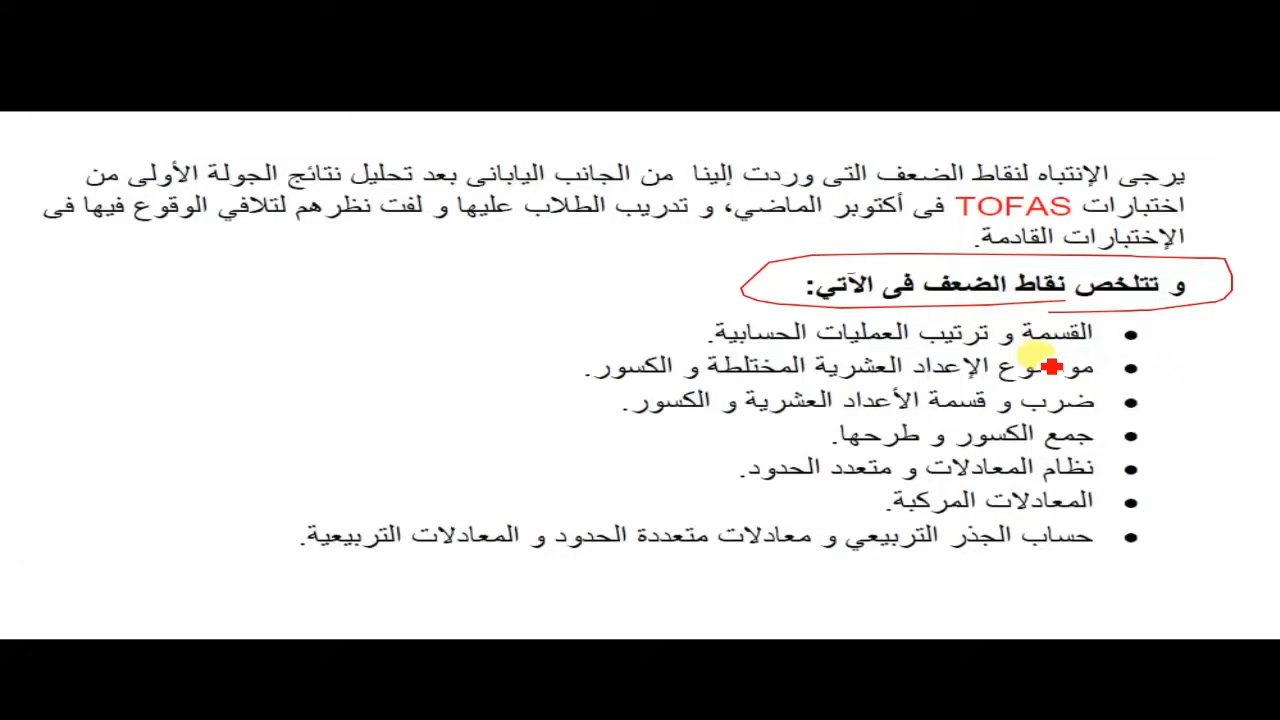 يرجى الإنتباه لنقاط الضعف التى وردت إلينا من الجانب اليابانى بعد تحليل نتائج الجولة الأولى من
اختبارات TOFAS فى أكتوبر الماضي، و تدريب الطلاب عليها و لفت نظرهم لتلافي الوقوع فيها فى
الإختبارات القادمة.
و تتلخص نقاط الضعف فى الآتي:
• القسمة و ترتيب العمليات الحسابية.
• موضوع الإعداد العشرية المختلطة و الكسور.
• ضرب و قسمة الأعداد العشرية و الكسور.
• جمع الكسور و طرحها.
• نظام المعادلات و متعدد الحدود.
• المعادلات المركبة.
• حساب الجذر التربيعي و معادلات متعددة الحدود و المعادلات التربيعية.